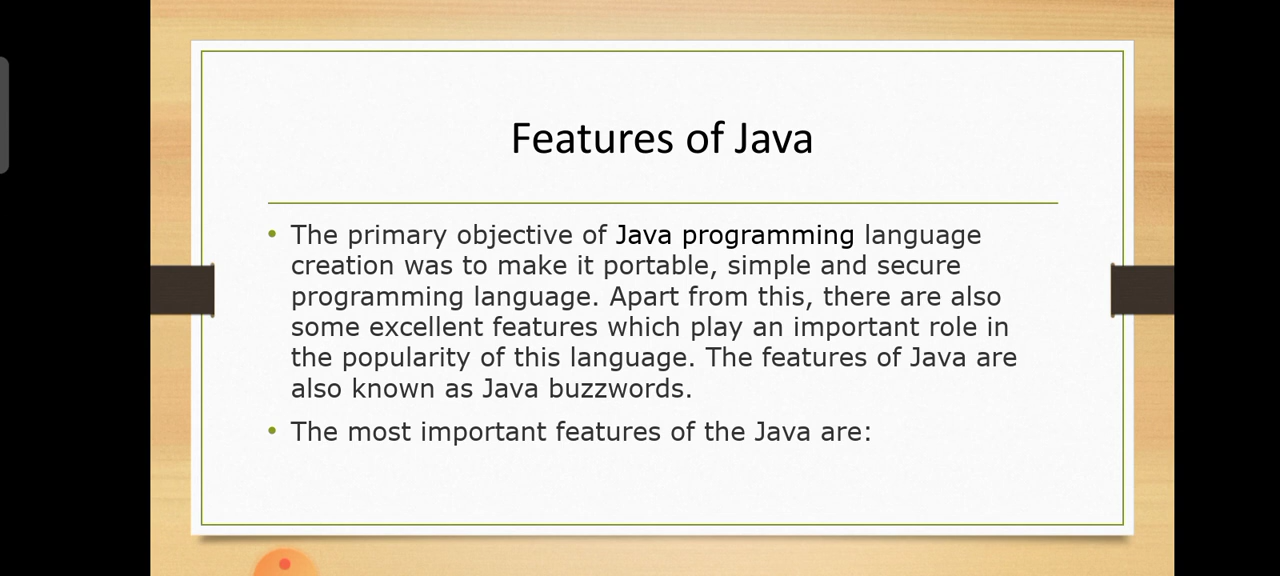 Features of Java
The primary objective of Java programming language
creation was to make it portable, simple and secure
programming language. Apart from this, there are also
some excellent features which play an important role in
the popularity of this language. The features of Java are
also known as Java buzzwords.
The most important features of the Java are: